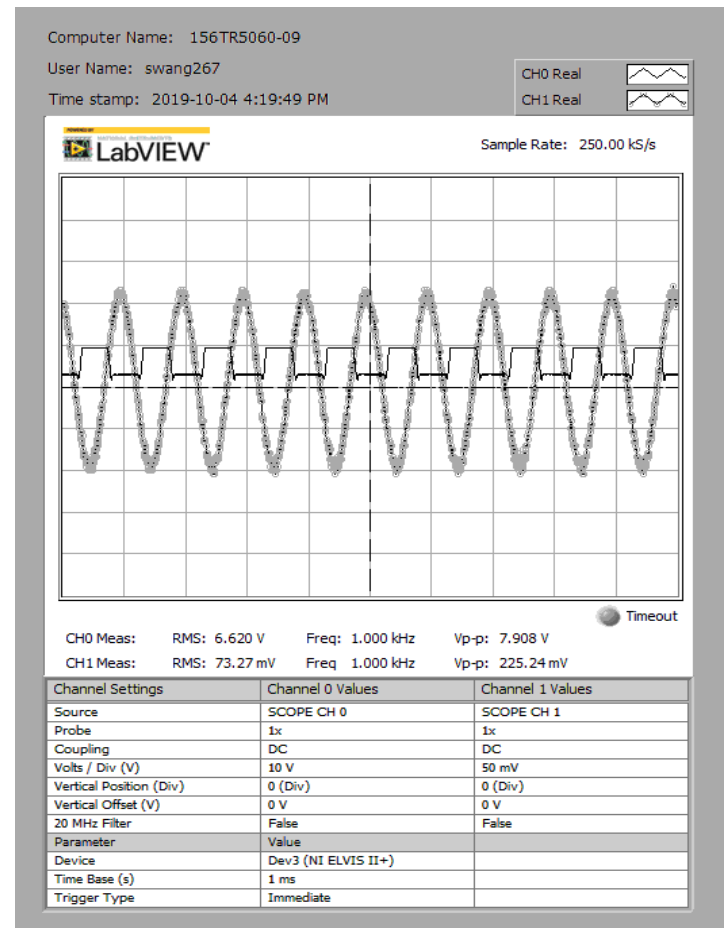 Computer Name: 156TR5060-09
User Name: swang267
Time stamp: 2019-10-04 4:19:49 PM
CH0 Real
CH1 Real
POWERED BY
NATIONAL INSTRUMENTS
LabVIEW™
Sample Rate: 250.00 kS/s
Timeout
CH0 Meas: RMS: 6.620 V Freq: 1.000 kHz Vp-p: 7.908 V
CH1 Meas: RMS: 73.27 mV Freq 1.000 kHz Vp-p: 225.24 mV
Channel Settings Channel 0 Values Channel 1 Values
Source SCOPE CH 0 SCOPE CH 1
Probe 1x 1x
Coupling DC DC
Volts / Div (V) 10 V 50 mV
Vertical Position (Div) 0 (Div) 0 (Div)
Vertical Offset (V) 0 V 0 V
20 MHz Filter False False
Parameter Value
Device Dev3 (NI ELVIS II+)
Time Base (s) 1 ms
Trigger Type Immediate